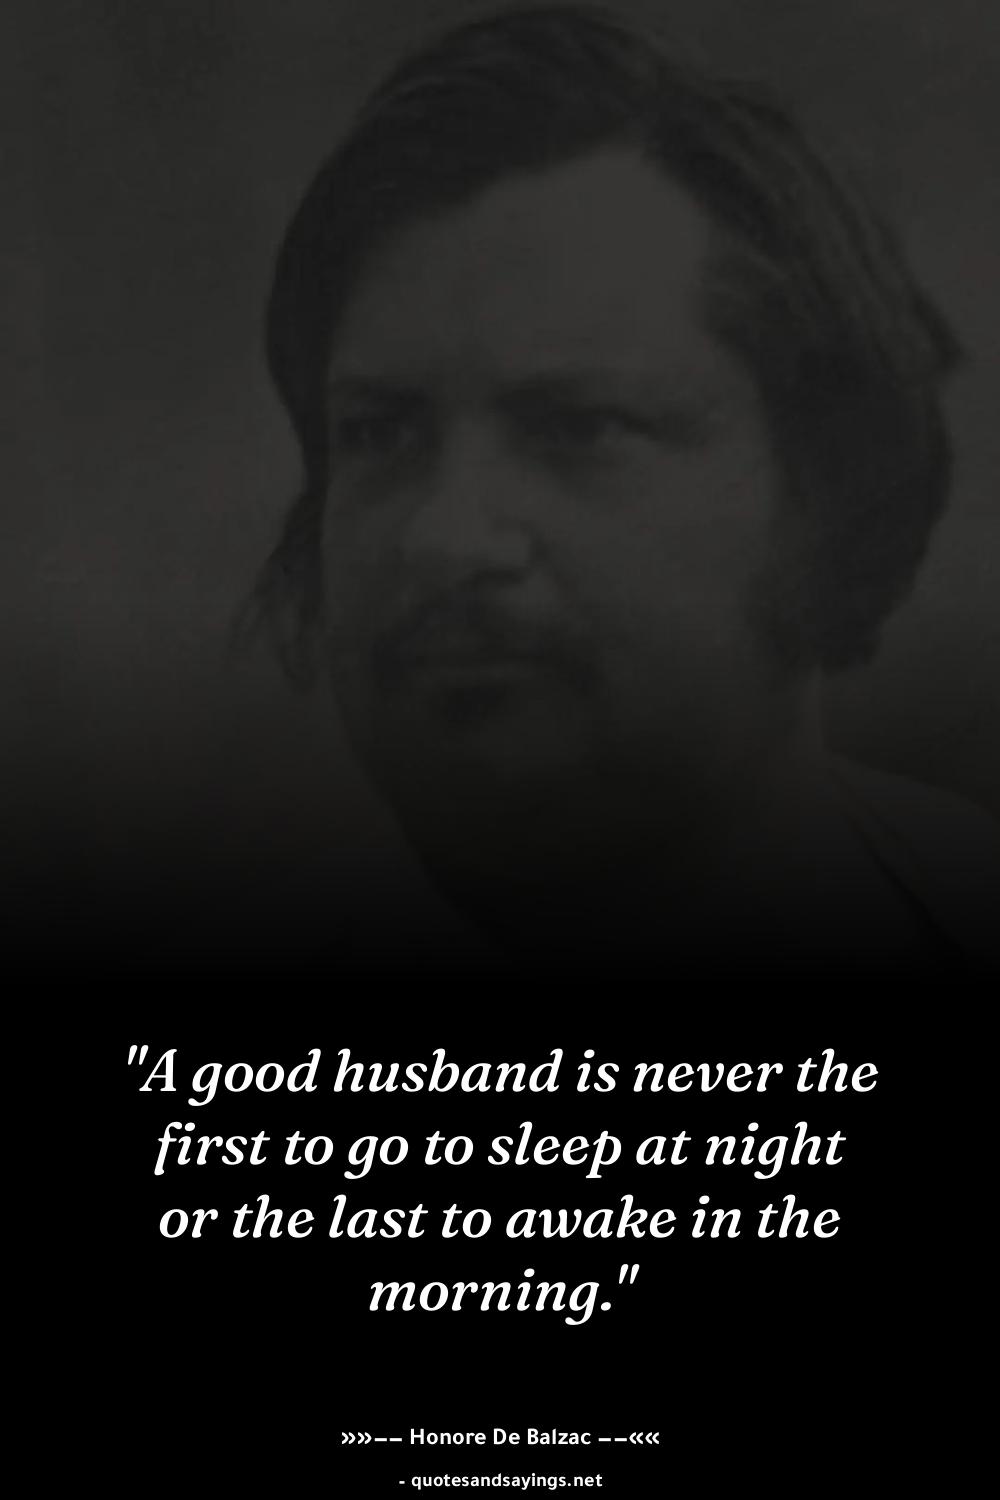 "A good husband is never the
first to go to sleep at night
or the last to awake in the
morning."
»»—— Honore De Balzac ——««
- quotesandsayings.net